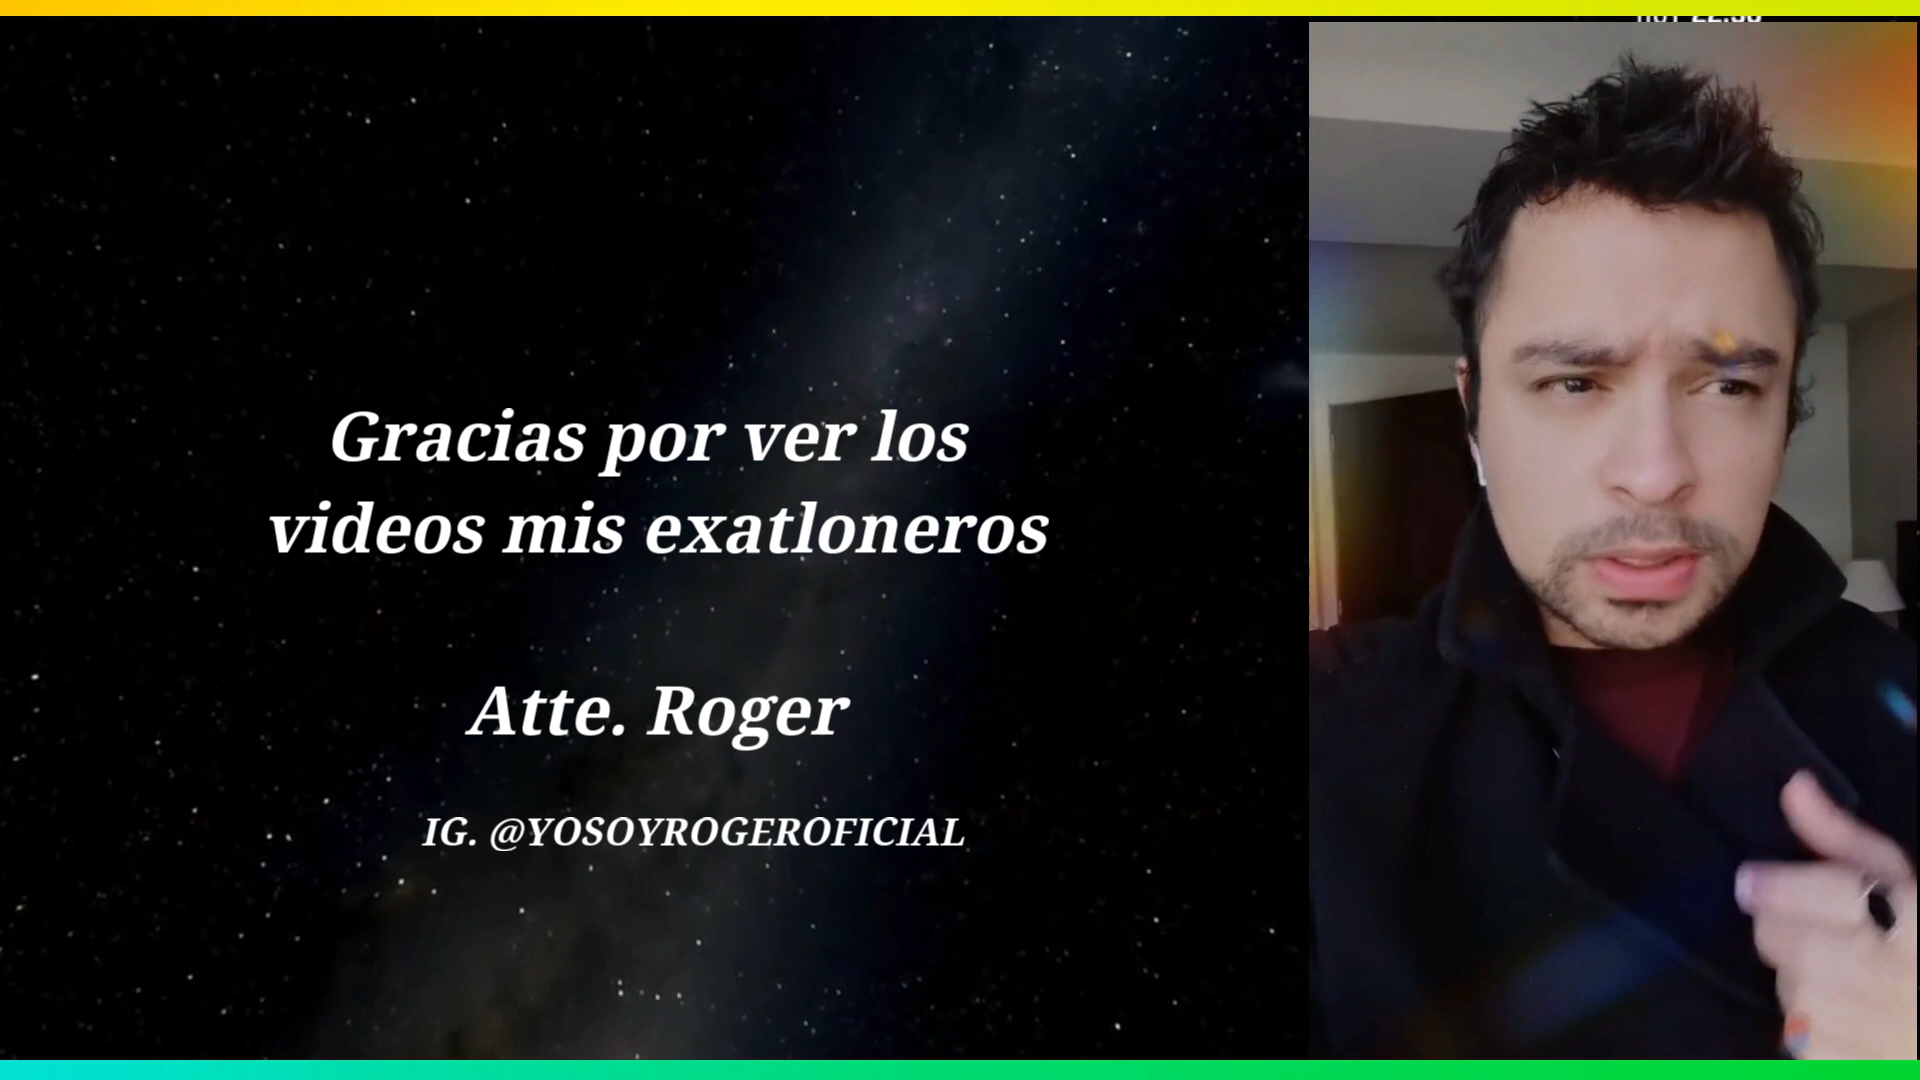 Gracias por ver los
videos mis exatloneros
Atte. Roger
IG. @YOSOYROGEROFICIAL